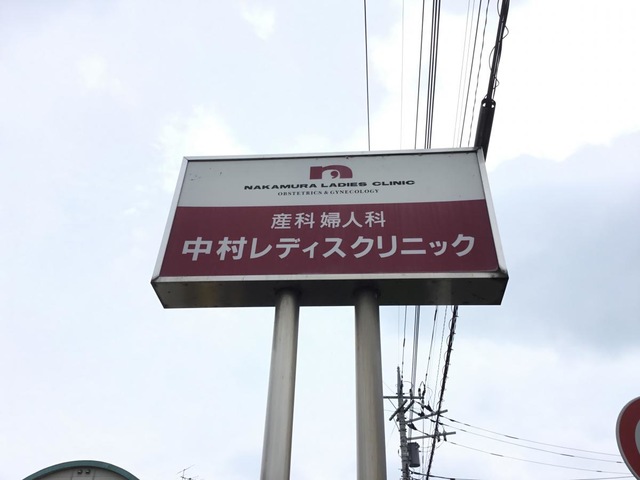 n
NAKAMURA LADIES CLINIC
OBSTETRICS & GYNECOLOGY
産科婦人科
中村レディスクリニック